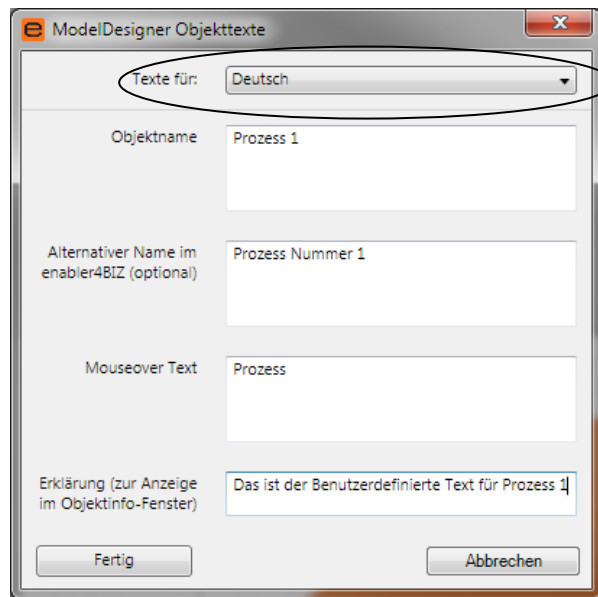 e ModelDesigner Objekttexte
x
Texte für: Deutsch
Objektname Prozess 1
Alternativer Name im Prozess Nummer 1
enabler4BIZ (optional)
Mouseover Text Prozess
Erklärung (zur Anzeige Das ist der Benutzerdefinierte Text für Prozess 1
im Objektinfo-Fenster)
Fertig Abbrechen